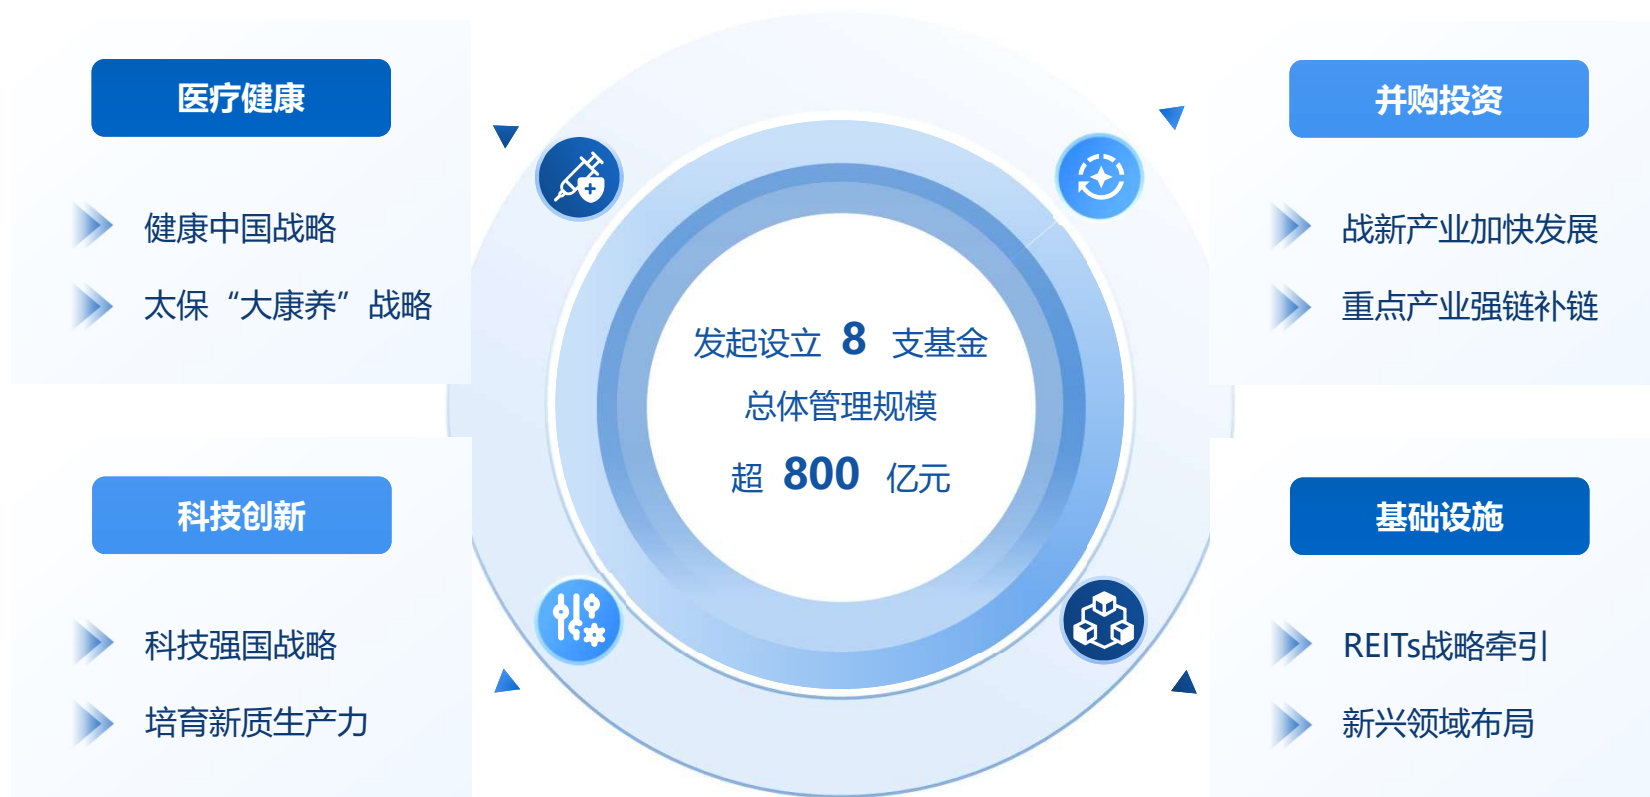 医疗健康
健康中国战略
太保“大康养”战略
并购投资
战新产业加快发展
重点产业强链补链
发起设立 8 支基金
总体管理规模
超 800 亿元
科技创新
科技强国战略
培育新质生产力
基础设施
REITs战略牵引
新兴领域布局